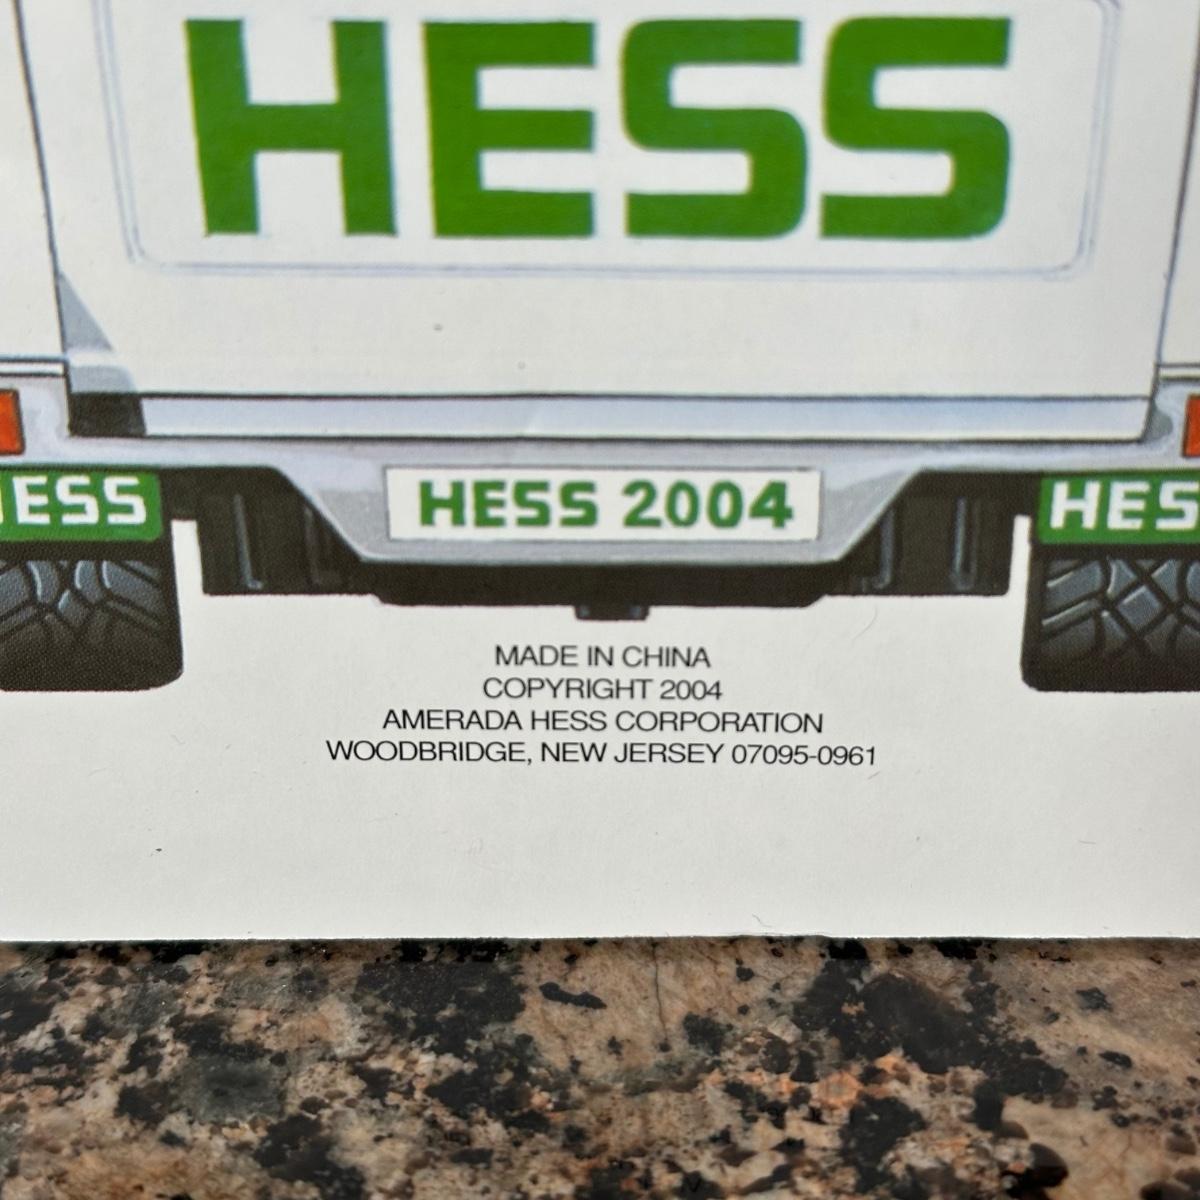 HESS
HESS 2004
ESS
HES
MADE IN CHINA
COPYRIGHT 2004
AMERADA HESS CORPORATION
WOODBRIDGE, NEW JERSEY 07095-0961